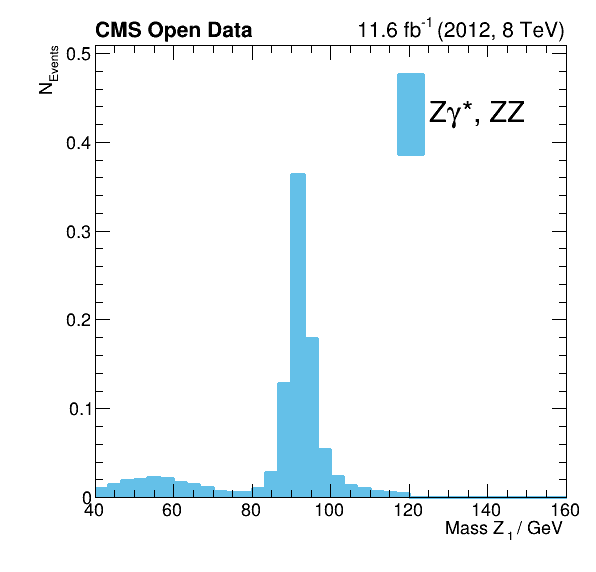 CMS Open Data 11.6 fb⁻¹ (2012, 8 TeV)
N_Events
Zγ*, ZZ
0.5
0.4
0.3
0.2
0.1
0
40 60 80 100 120 140 160
Mass Z₁ / GeV